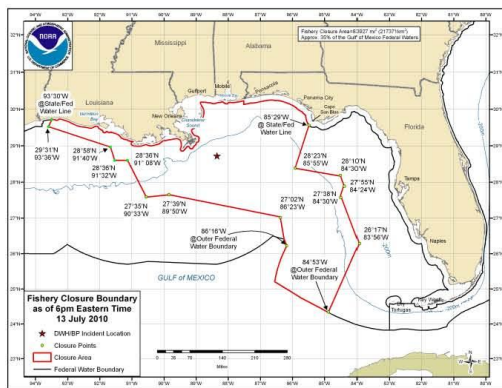 NOAA
Mississippi
Alabama
Fishery Closure Area=83927 mi² (217371km²)
Approx. 35% of the Gulf of Mexico Federal Waters
93°30'W
@State/Fed
Water Line
Louisiana
New Orleans
Gulfport
Mobile
Pensacola
Panama City
Cape
San Blas
85°29'W
@State/Fed
Water Line
Florida
29°31'N
93°36'W
28°58'N
91°40'W
28°36'N
91°32'W
28°36'N
91°08'W
28°23'N
85°55'W
28°10'N
84°30'W
27°55'N
84°24'W
27°38'N
84°30'W
Tampa
27°35'N
90°33'W
27°39'N
89°50'W
27°02'N
86°23'W
86°16'W
@Outer Federal
Water Boundary
26°17'N
83°56'W
84°53'W
@Outer Federal
Water Boundary
Naples
GULF of MEXICO
200m
Dry
Tortugas
Key West
Fishery Closure Boundary
as of 6pm Eastern Time
13 July 2010
DWH/BP Incident Location
Closure Points
Closure Area
Federal Water Boundary
Miles